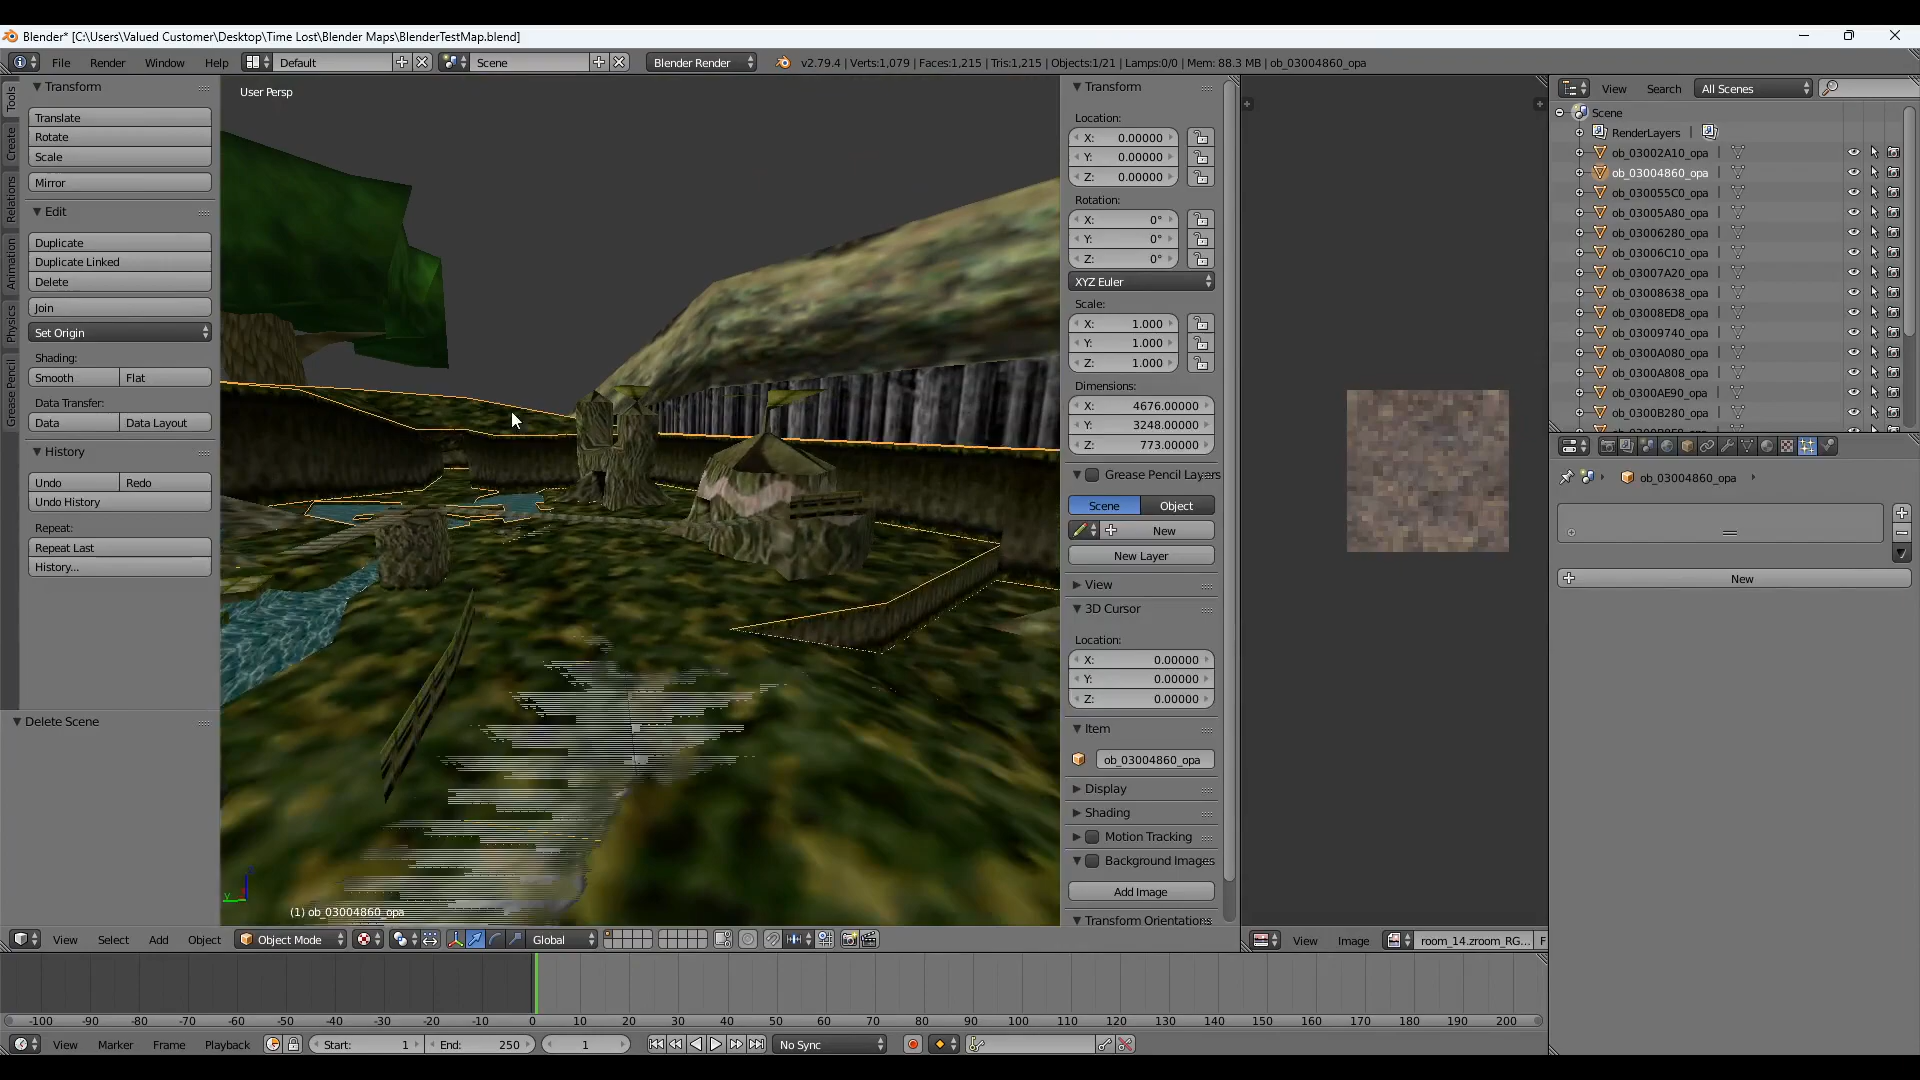 Blender* [C:\Users\Valued Customer\Desktop\Time Lost\Blender Maps\BlenderTestMap.blend]
File Render Window Help Default Scene Blender Render v2.79.4 | Verts:1,079 | Faces:1,215 | Tris:1,215 | Objects:1/21 | Lamps:0/0 | Mem: 88.3 MB | ob_03004860_opa
Tools
Create
Relations
Animation
Physics
Grease Pencil
Transform
Translate
Rotate
Scale
Mirror
Edit
Duplicate
Duplicate Linked
Delete
Join
Set Origin
Shading:
Smooth Flat
Data Transfer:
Data Data Layout
History
Undo Redo
Undo History
Repeat:
Repeat Last
History...
Delete Scene
User Persp
(1) ob_03004860_opa
Transform
Location:
X: 0.00000
Y: 0.00000
Z: 0.00000
Rotation:
X: 0°
Y: 0°
Z: 0°
XYZ Euler
Scale:
X: 1.000
Y: 1.000
Z: 1.000
Dimensions:
X: 4676.00000
Y: 3248.00000
Z: 773.00000
Grease Pencil Layers
Scene Object
New
New Layer
View
3D Cursor
Location:
X: 0.00000
Y: 0.00000
Z: 0.00000
Item
ob_03004860_opa
Display
Shading
Motion Tracking
Background Images
Add Image
Transform Orientations
View Search All Scenes
Scene
RenderLayers |
ob_03002A10_opa |
ob_03004860_opa |
ob_030055C0_opa |
ob_03005A80_opa |
ob_03006280_opa |
ob_03006C10_opa |
ob_03007A20_opa |
ob_03008638_opa |
ob_03008ED8_opa |
ob_03009740_opa |
ob_0300A080_opa |
ob_0300A808_opa |
ob_0300AE90_opa |
ob_0300B280_opa |
ob_03004860_opa
New
View Select Add Object Object Mode Global
View Image room_14.zroom_RG... F
-100 -90 -80 -70 -60 -50 -40 -30 -20 -10 0 10 20 30 40 50 60 70 80 90 100 110 120 130 140 150 160 170 180 190 200
View Marker Frame Playback Start: 1 End: 250 1 No Sync